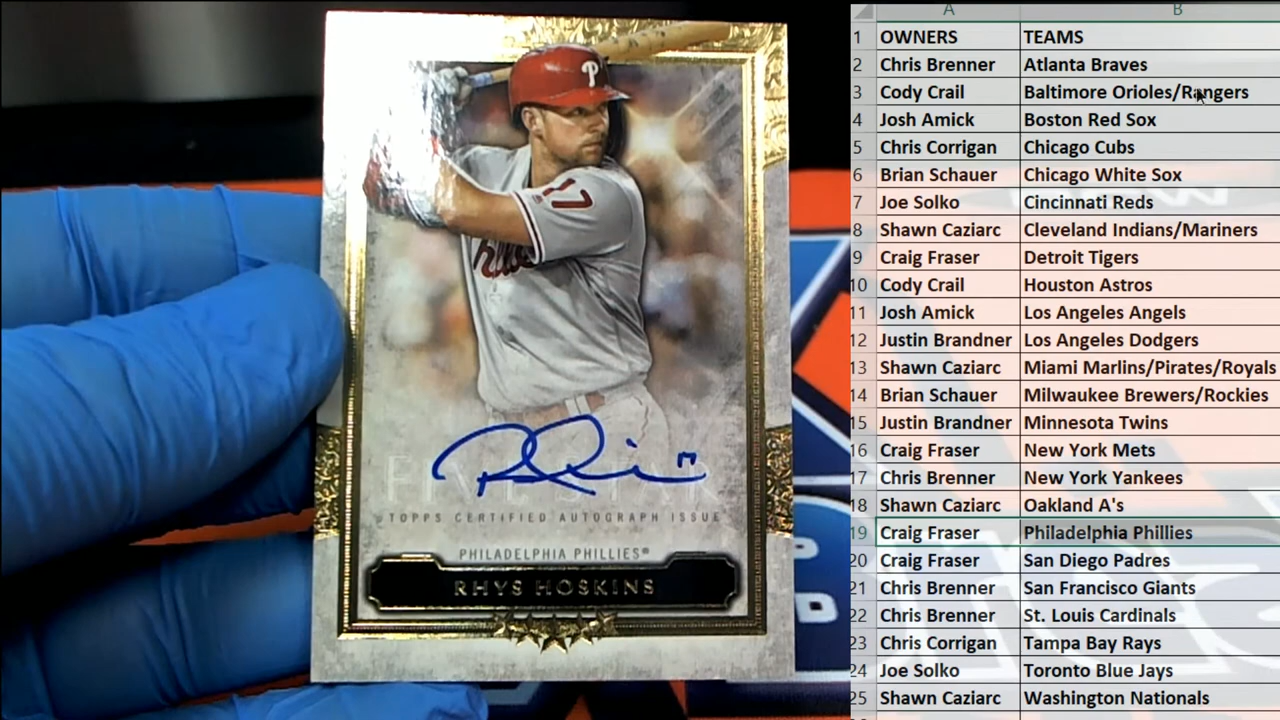 P
17
17
FIVE STAR
TOPPS CERTIFIED AUTOGRAPH ISSUE
PHILADELPHIA PHILLIES®
RHYS HOSKINS
A B
1 OWNERS TEAMS
2 Chris Brenner Atlanta Braves
3 Cody Crail Baltimore Orioles/Rangers
4 Josh Amick Boston Red Sox
5 Chris Corrigan Chicago Cubs
6 Brian Schauer Chicago White Sox
7 Joe Solko Cincinnati Reds
8 Shawn Caziarc Cleveland Indians/Mariners
9 Craig Fraser Detroit Tigers
10 Cody Crail Houston Astros
11 Josh Amick Los Angeles Angels
12 Justin Brandner Los Angeles Dodgers
13 Shawn Caziarc Miami Marlins/Pirates/Royals
14 Brian Schauer Milwaukee Brewers/Rockies
15 Justin Brandner Minnesota Twins
16 Craig Fraser New York Mets
17 Chris Brenner New York Yankees
18 Shawn Caziarc Oakland A's
19 Craig Fraser Philadelphia Phillies
20 Craig Fraser San Diego Padres
21 Chris Brenner San Francisco Giants
22 Chris Brenner St. Louis Cardinals
23 Chris Corrigan Tampa Bay Rays
24 Joe Solko Toronto Blue Jays
25 Shawn Caziarc Washington Nationals